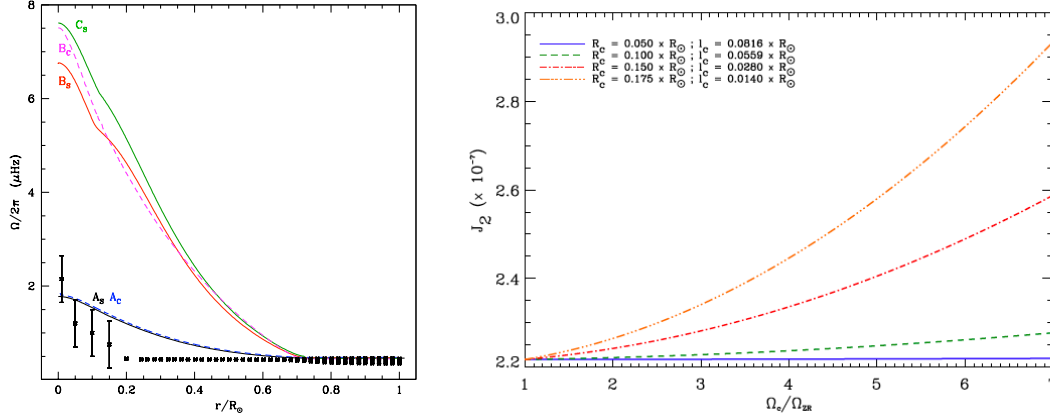 C_s
B_c
B_s
A_s A_c
Ω/2π (μHz)
8
6
4
2
0 0.2 0.4 0.6 0.8 1
r/R_⊙
3.0
2.8
2.6
2.4
2.2
J_2 (× 10^-7)
R_c = 0.050 × R_⊙ ; l_c = 0.0816 × R_⊙
R_c = 0.100 × R_⊙ ; l_c = 0.0559 × R_⊙
R_c = 0.150 × R_⊙ ; l_c = 0.0280 × R_⊙
R_c = 0.175 × R_⊙ ; l_c = 0.0140 × R_⊙
1 2 3 4 5 6 7
Ω_c/Ω_ZR